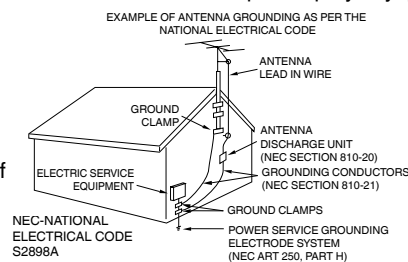 EXAMPLE OF ANTENNA GROUNDING AS PER THE
NATIONAL ELECTRICAL CODE
ANTENNA
LEAD IN WIRE
GROUND
CLAMP
ANTENNA
DISCHARGE UNIT
(NEC SECTION 810-20)
ELECTRIC SERVICE
EQUIPMENT
GROUNDING CONDUCTORS
(NEC SECTION 810-21)
GROUND CLAMPS
NEC-NATIONAL
ELECTRICAL CODE
S2898A
POWER SERVICE GROUNDING
ELECTRODE SYSTEM
(NEC ART 250, PART H)